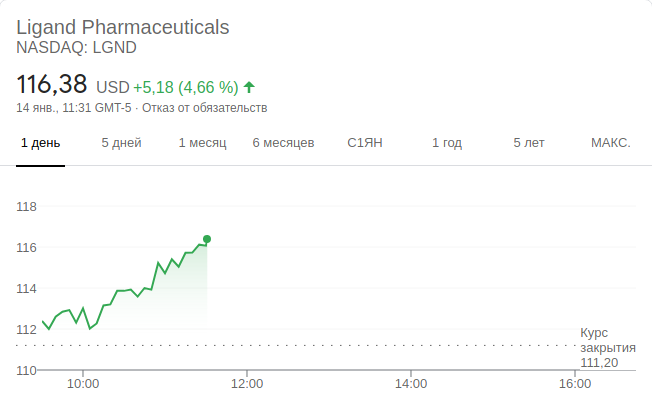 Ligand Pharmaceuticals
NASDAQ: LGND
116,38 USD +5,18 (4,66 %)
14 янв., 11:31 GMT-5 · Отказ от обязательств
1 день 5 дней 1 месяц 6 месяцев С1ЯН 1 год 5 лет МАКС.
118
116
114
112
Курс
закрытия
111,20
110
10:00 12:00 14:00 16:00